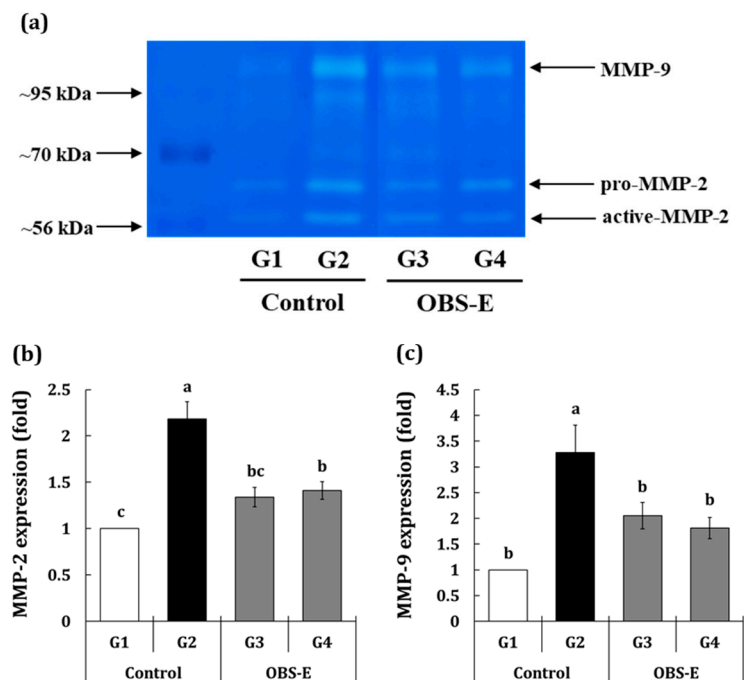 (a)
MMP-9
~95 kDa
~70 kDa
pro-MMP-2
~56 kDa
active-MMP-2
G1 G2 G3 G4
Control OBS-E
(b)
MMP-2 expression (fold)
2.5
2
1.5
1
0.5
0
c
a
bc
b
G1 G2 G3 G4
Control OBS-E
(c)
MMP-9 expression (fold)
4.5
4
3.5
3
2.5
2
1.5
1
0.5
0
b
a
b
b
G1 G2 G3 G4
Control OBS-E